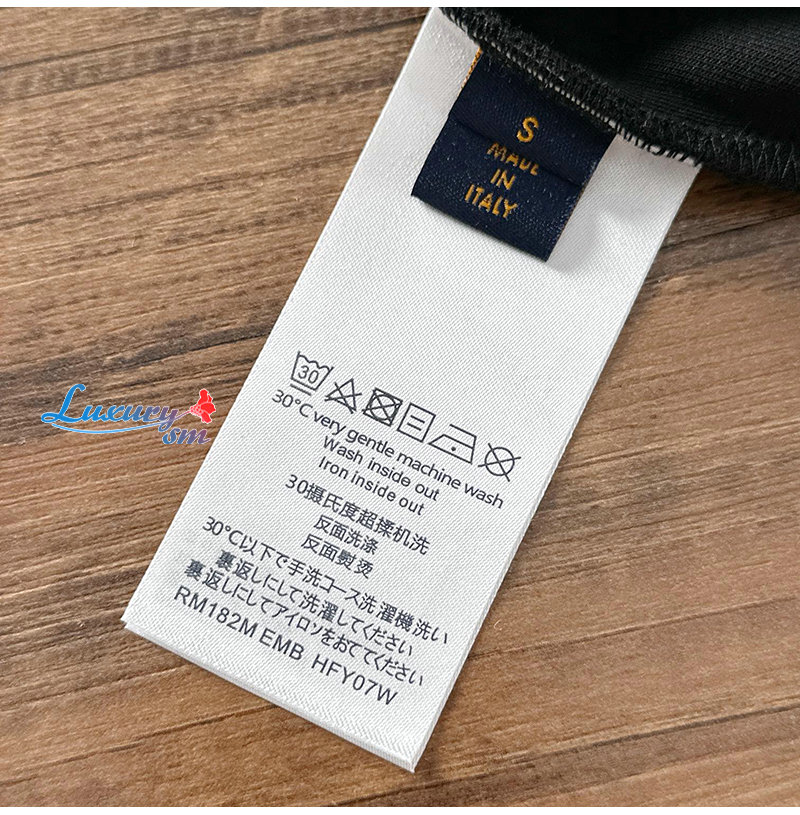 S
MADE
IN
ITALY
30
Luxury
sm
30°C very gentle machine wash
Wash inside out
Iron inside out
30摄氏度超揉机洗
反面洗涤
反面熨烫
30℃以下で手洗コース洗濯機洗い
裏返しにして洗濯してください
裏返しにしてアイロンをおててください
RM182M EMB HFY07W